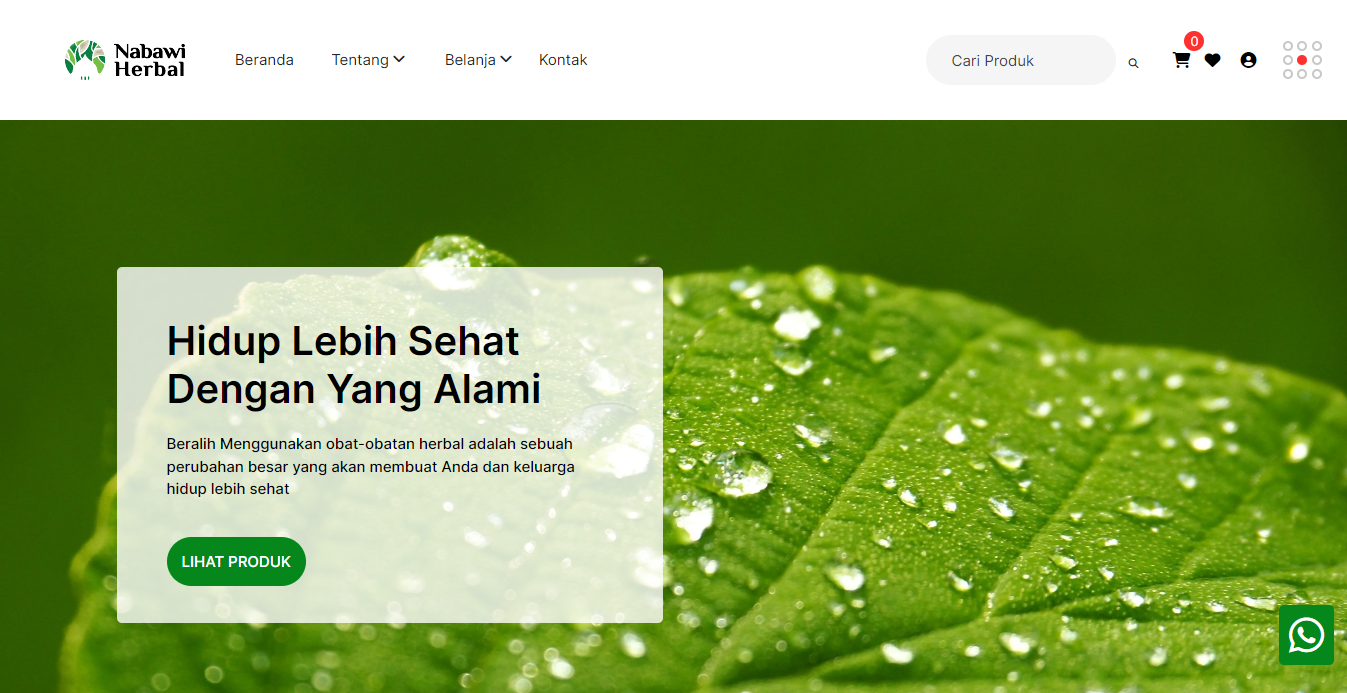 Nabawi
Herbal
Beranda
Tentang
Belanja
Kontak
Cari Produk
0
Hidup Lebih Sehat
Dengan Yang Alami
Beralih Menggunakan obat-obatan herbal adalah sebuah
perubahan besar yang akan membuat Anda dan keluarga
hidup lebih sehat
LIHAT PRODUK